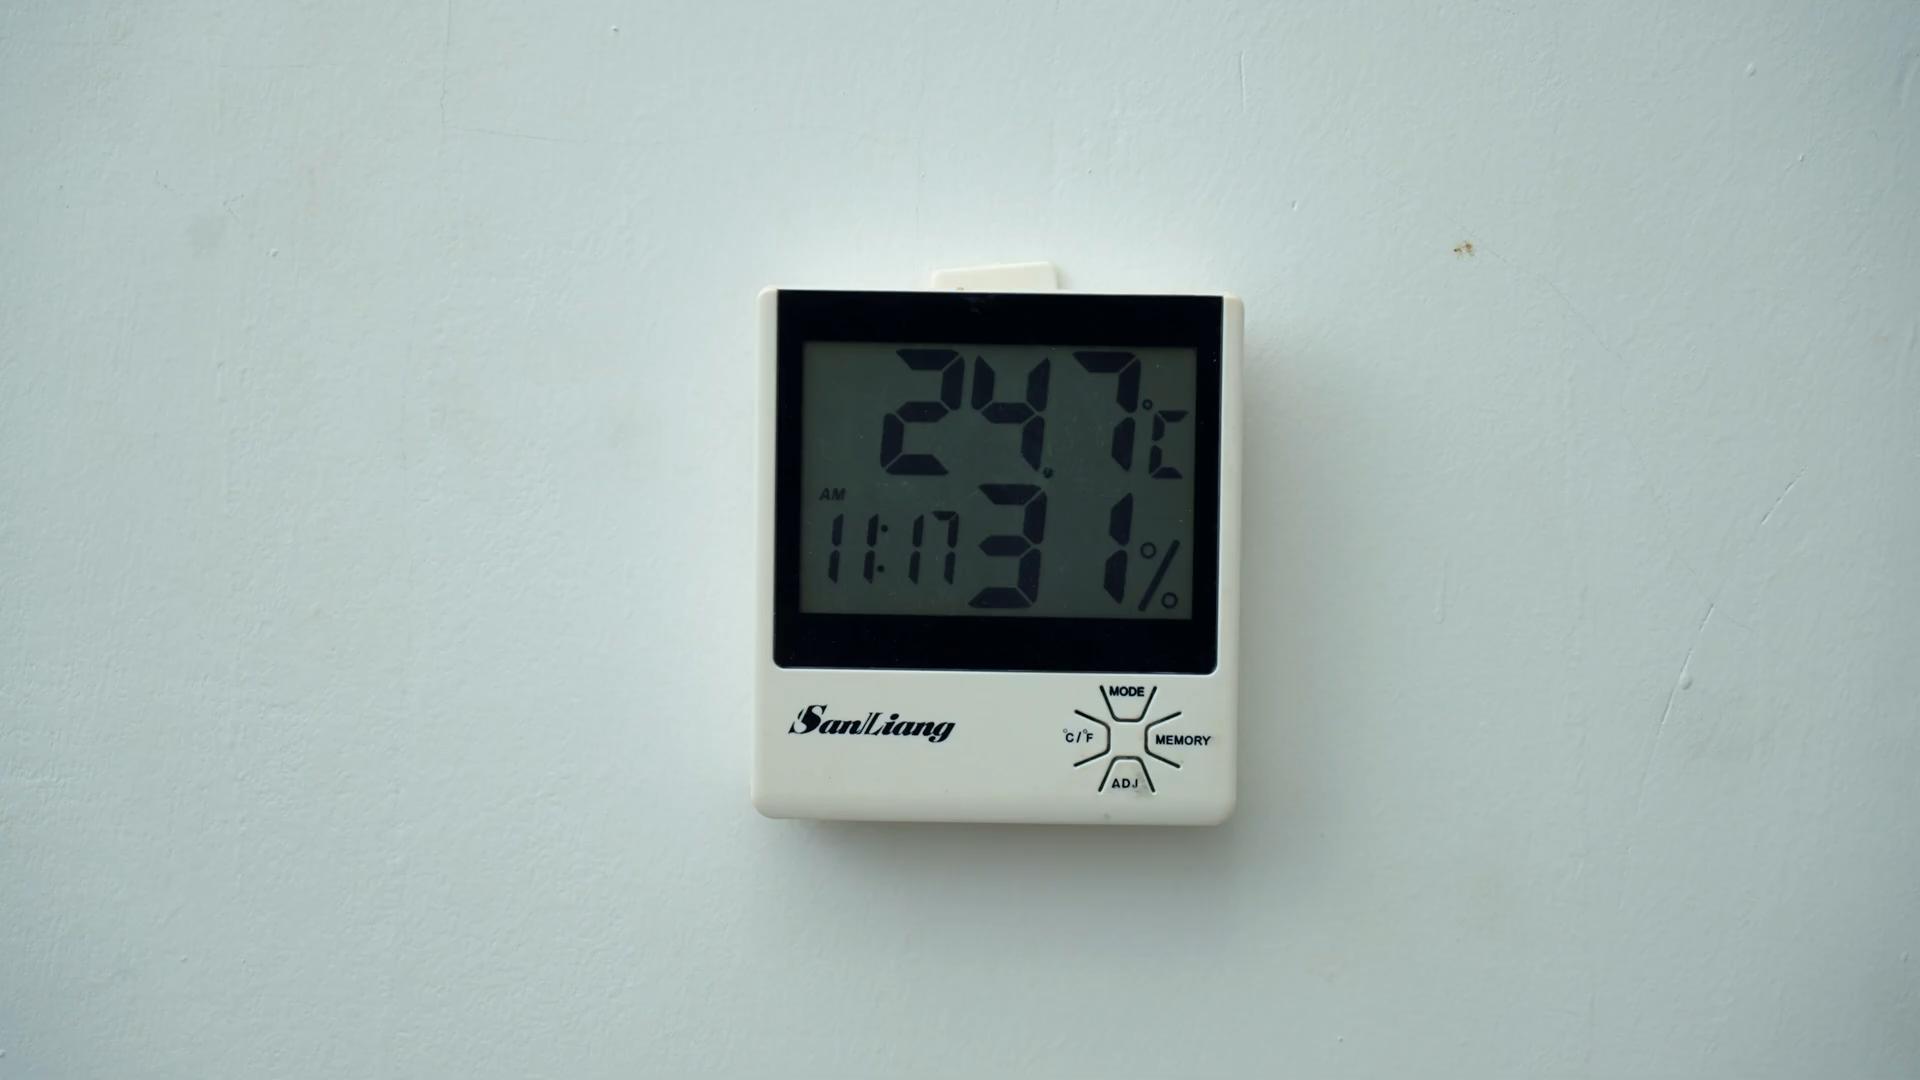 24.7°C
AM
11:17 31%
SanLiang
MODE
°C/°F MEMORY
ADJ